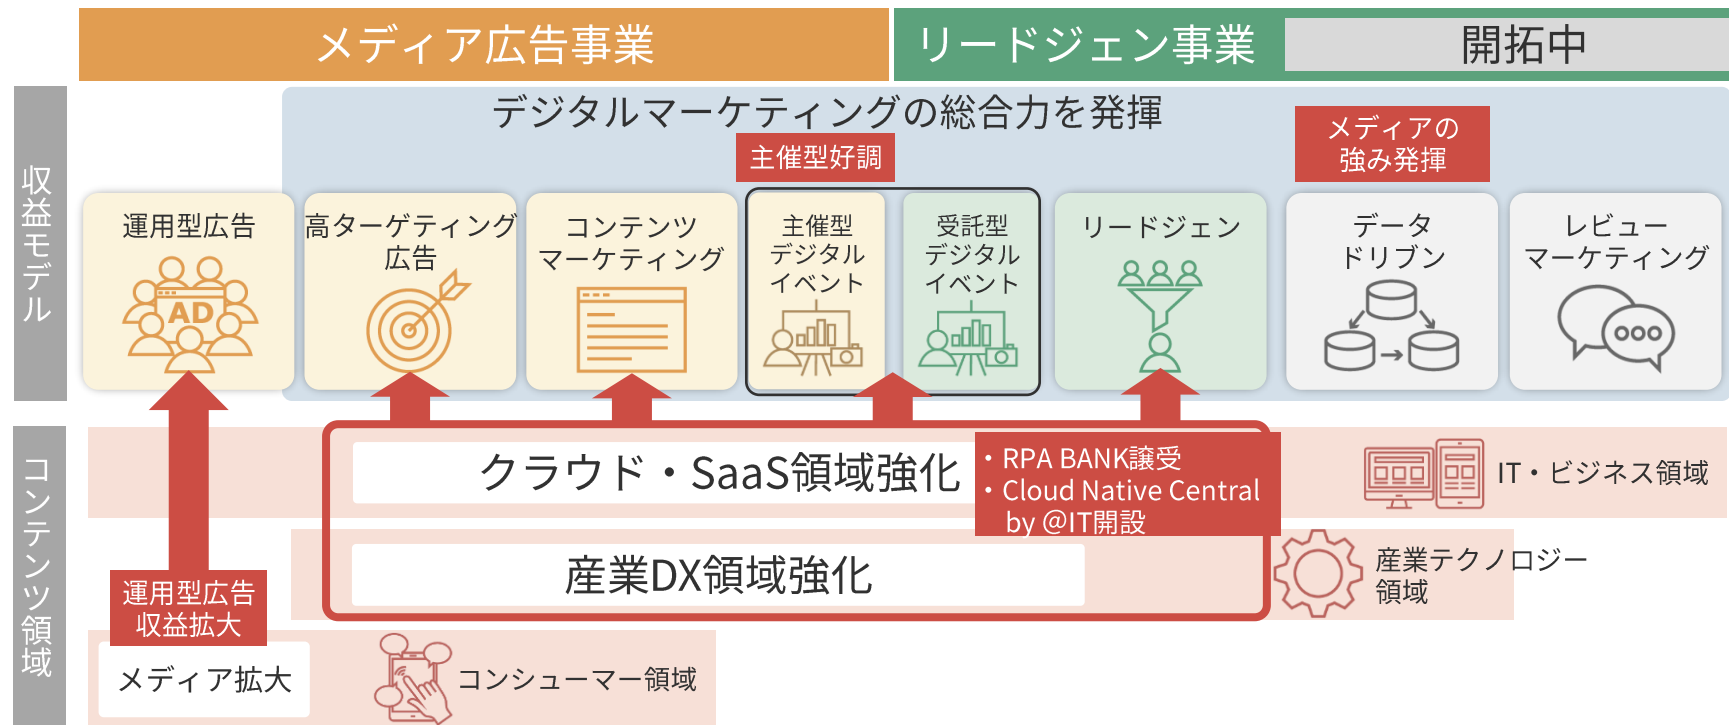 メディア広告事業
リードジェン事業
開拓中
収益モデル
デジタルマーケティングの総合力を発揮
主催型好調
メディアの
強み発揮
運用型広告
AD
高ターゲティング
広告
コンテンツ
マーケティング
主催型
デジタル
イベント
受託型
デジタル
イベント
リードジェン
データ
ドリブン
レビュー
マーケティング
コンテンツ領域
クラウド・SaaS領域強化
・RPA BANK譲受
・Cloud Native Central
by @IT開設
IT・ビジネス領域
産業DX領域強化
産業テクノロジー
領域
運用型広告
収益拡大
メディア拡大
コンシューマー領域